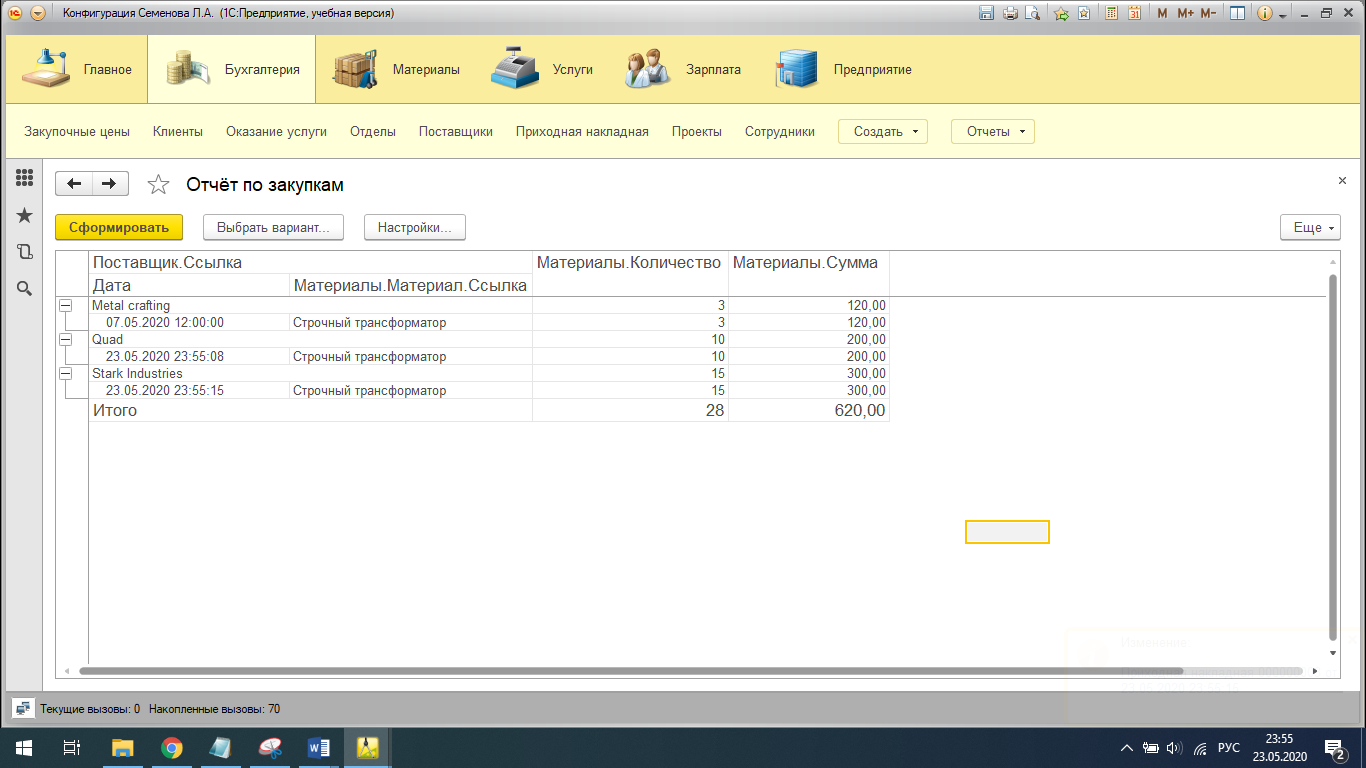 Конфигурация Семенова Л.А. (1С:Предприятие, учебная версия)
M M+ M-
Главное Бухгалтерия Материалы Услуги Зарплата Предприятие
Закупочные цены Клиенты Оказание услуги Отделы Поставщики Приходная накладная Проекты Сотрудники Создать Отчеты
Отчёт по закупкам
Сформировать Выбрать вариант... Настройки... Еще
Поставщик.Ссылка Материалы.Количество Материалы.Сумма
Дата Материалы.Материал.Ссылка
Metal crafting 3 120,00
07.05.2020 12:00:00 Строчный трансформатор 3 120,00
Quad 10 200,00
23.05.2020 23:55:08 Строчный трансформатор 10 200,00
Stark Industries 15 300,00
23.05.2020 23:55:15 Строчный трансформатор 15 300,00
Итого 28 620,00
Изменение
Текущие вызовы: 0 Накопленные вызовы: 70
РУС
23:55
23.05.2020
2